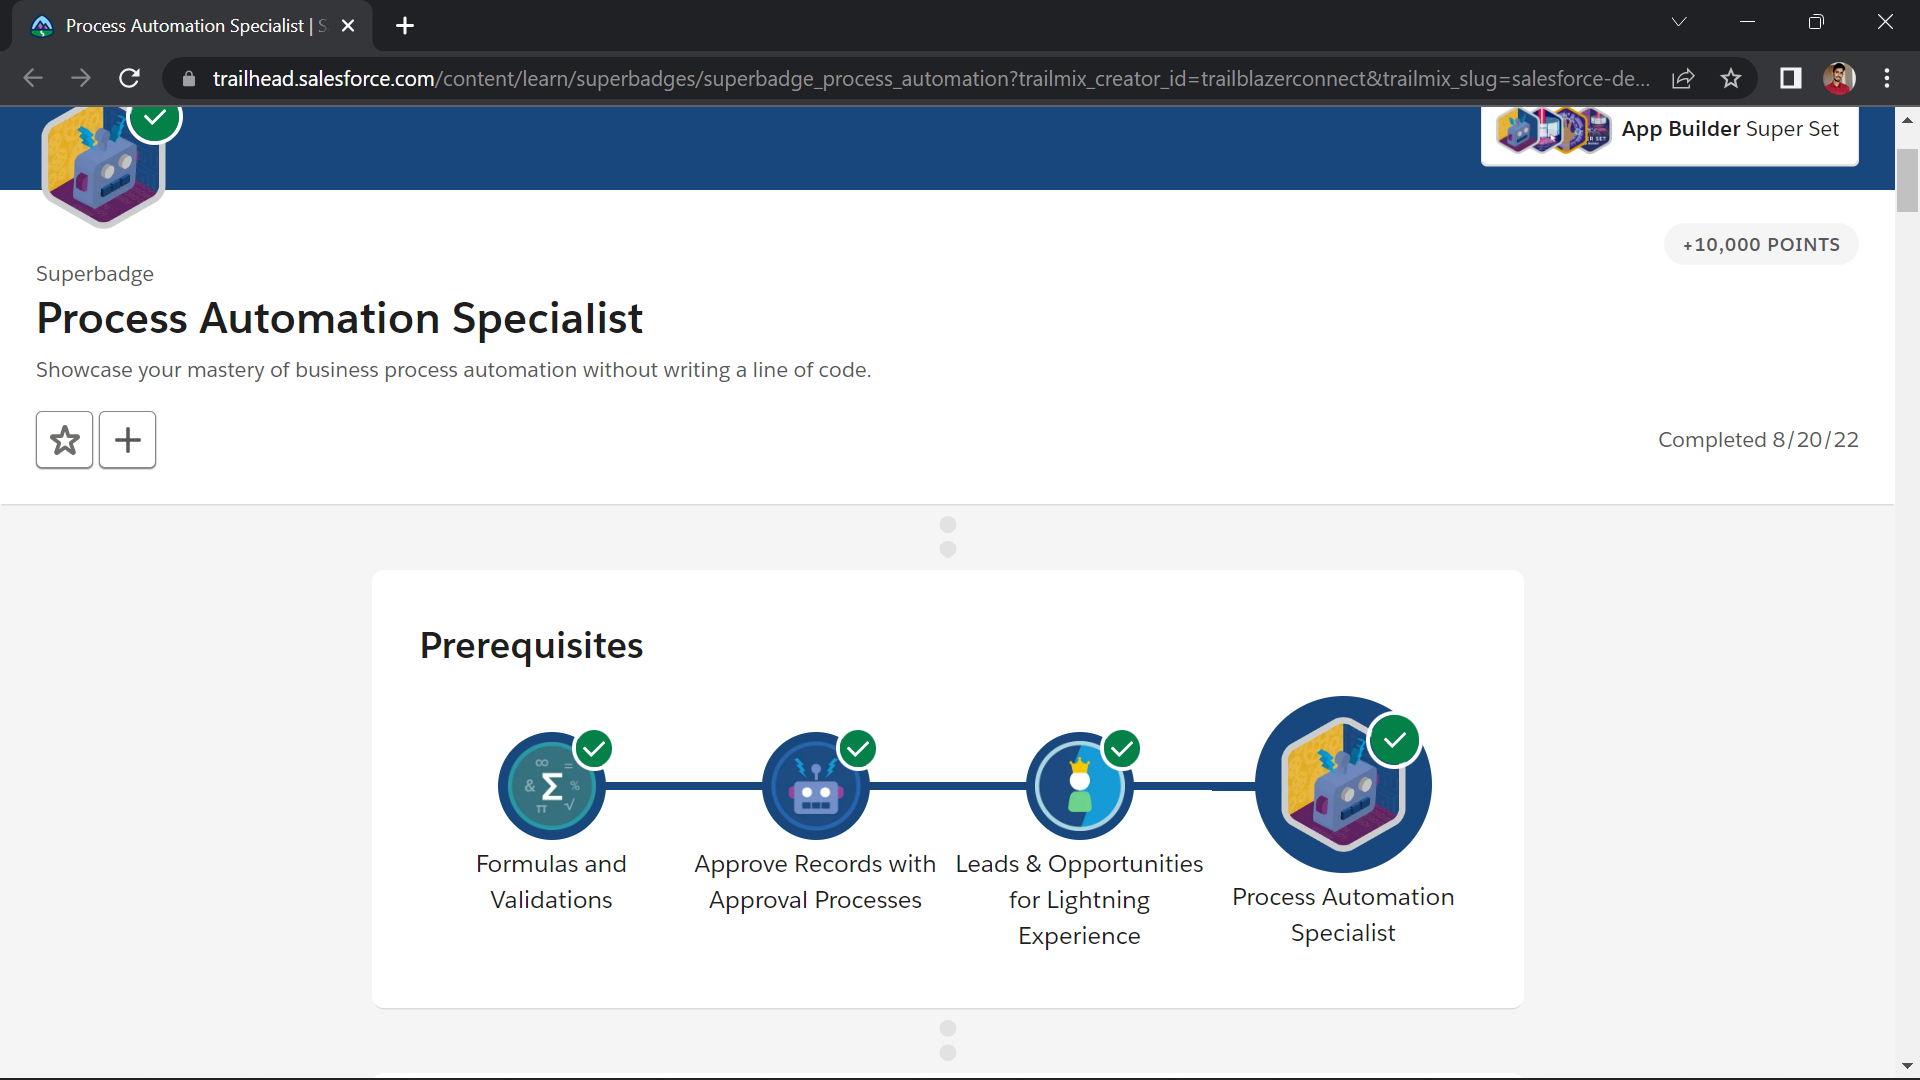 Process Automation Specialist | S
trailhead.salesforce.com/content/learn/superbadges/superbadge_process_automation?trailmix_creator_id=trailblazerconnect&trailmix_slug=salesforce-de...
App Builder Super Set
+10,000 POINTS
Superbadge
Process Automation Specialist
Showcase your mastery of business process automation without writing a line of code.
Completed 8/20/22
Prerequisites
Formulas and
Validations
Approve Records with
Approval Processes
Leads & Opportunities
for Lightning
Experience
Process Automation
Specialist